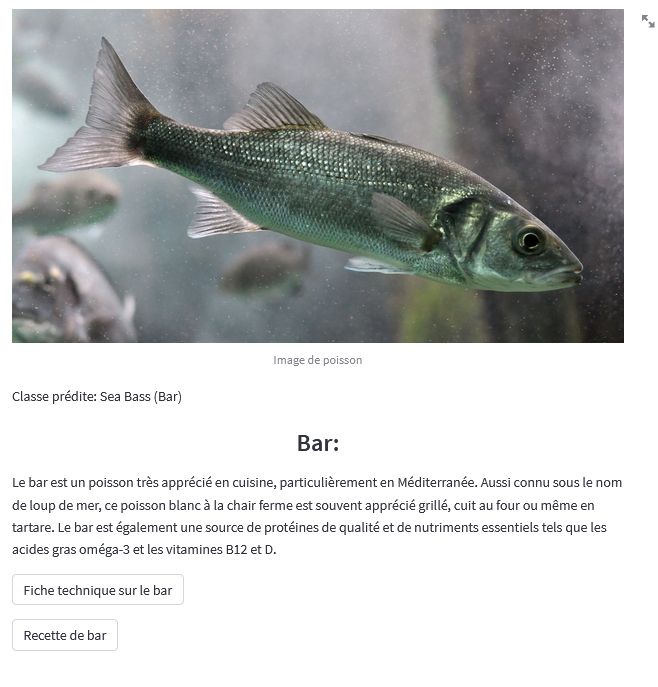 Image de poisson
Classe prédite: Sea Bass (Bar)
Bar:
Le bar est un poisson très apprécié en cuisine, particulièrement en Méditerranée. Aussi connu sous le nom
de loup de mer, ce poisson blanc à la chair ferme est souvent apprécié grillé, cuit au four ou même en
tartare. Le bar est également une source de protéines de qualité et de nutriments essentiels tels que les
acides gras oméga-3 et les vitamines B12 et D.
Fiche technique sur le bar
Recette de bar